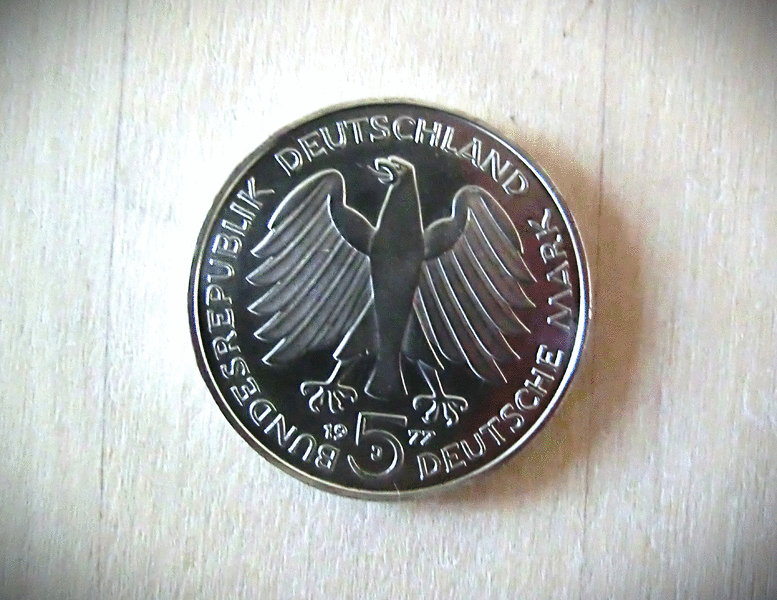 BUNDESREPUBLIK DEUTSCHLAND
19 5 77
DEUTSCHE MARK